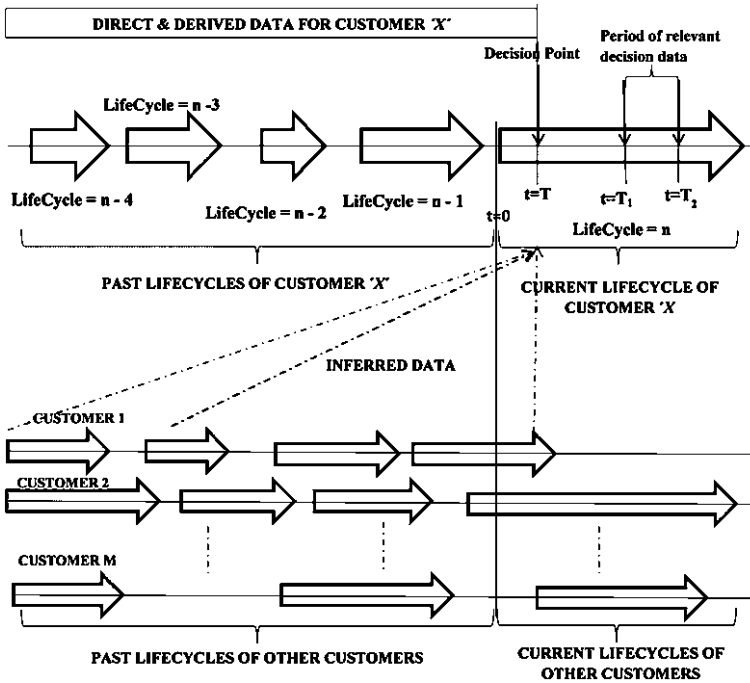 DIRECT & DERIVED DATA FOR CUSTOMER 'X'
Decision Point
Period of relevant
decision data
LifeCycle = n -3
LifeCycle = n - 4
LifeCycle = n - 2
LifeCycle = n - 1
t=0
t=T
t=T1
t=T2
LifeCycle = n
PAST LIFECYCLES OF CUSTOMER 'X'
CURRENT LIFECYCLE OF
CUSTOMER 'X
INFERRED DATA
CUSTOMER 1
CUSTOMER 2
CUSTOMER M
PAST LIFECYCLES OF OTHER CUSTOMERS
CURRENT LIFECYCLES OF
OTHER CUSTOMERS